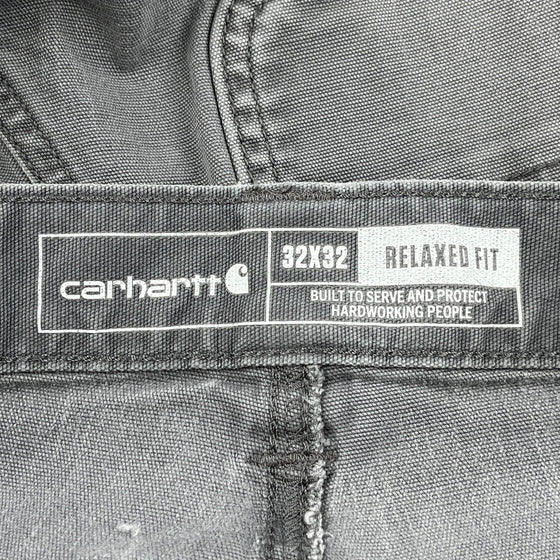 carhartt
32X32
RELAXED FIT
BUILT TO SERVE AND PROTECT
HARDWORKING PEOPLE